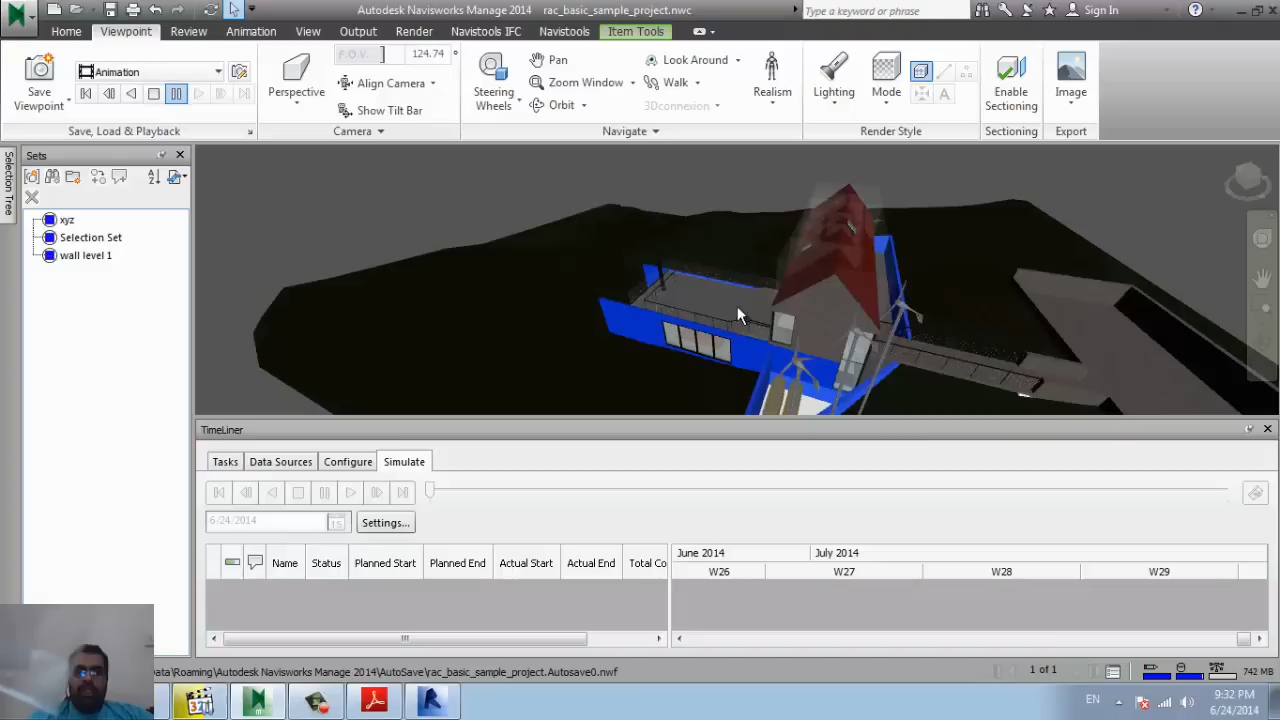 Autodesk Navisworks Manage 2014 rac_basic_sample_project.nwc
Type a keyword or phrase
Sign In
Home Viewpoint Review Animation View Output Render Navistools IFC Navistools Item Tools
Save Viewpoint
Animation
Save, Load & Playback
Perspective
F.O.V. 124.74 °
Align Camera
Show Tilt Bar
Camera
Steering Wheels
Pan
Zoom Window
Orbit
Look Around
Walk
3Dconnexion
Realism
Navigate
Lighting
Mode
A
Render Style
Enable Sectioning
Sectioning
Image
Export
Selection Tree
Sets
xyz
Selection Set
wall level 1
TimeLiner
Tasks Data Sources Configure Simulate
6/24/2014
15
Settings...
Name Status Planned Start Planned End Actual Start Actual End Total Co
June 2014 July 2014
W26 W27 W28 W29
Data\Roaming\Autodesk Navisworks Manage 2014\AutoSave\rac_basic_sample_project.Autosave0.nwf
1 of 1
742 MB
321
EN
9:32 PM
6/24/2014